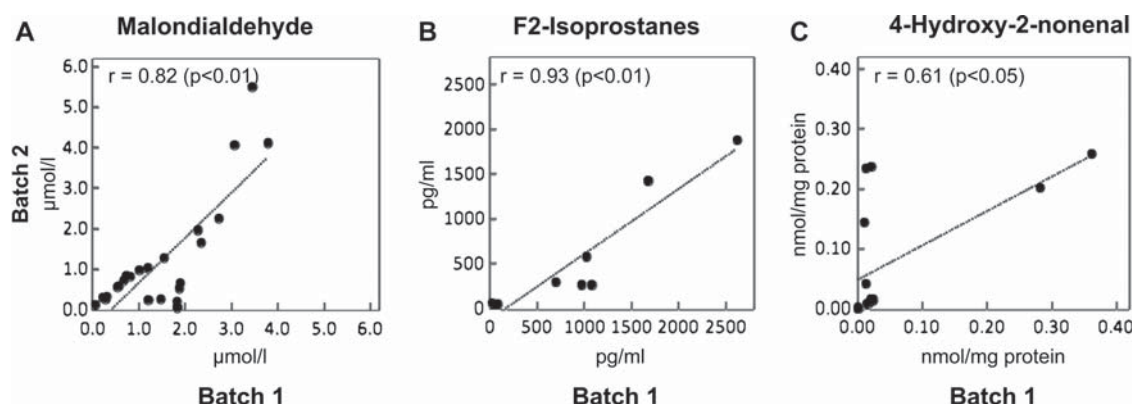 A
Malondialdehyde
r = 0.82 (p<0.01)
6.0
5.0
4.0
3.0
2.0
1.0
0.0
Batch 2
µmol/l
0.0 1.0 2.0 3.0 4.0 5.0 6.0
µmol/l
Batch 1
B
F2-Isoprostanes
r = 0.93 (p<0.01)
2500
2000
1500
1000
500
0
pg/ml
0 500 1000 1500 2000 2500
pg/ml
Batch 1
C
4-Hydroxy-2-nonenal
r = 0.61 (p<0.05)
0.40
0.30
0.20
0.10
0.00
nmol/mg protein
0.00 0.10 0.20 0.30 0.40
nmol/mg protein
Batch 1